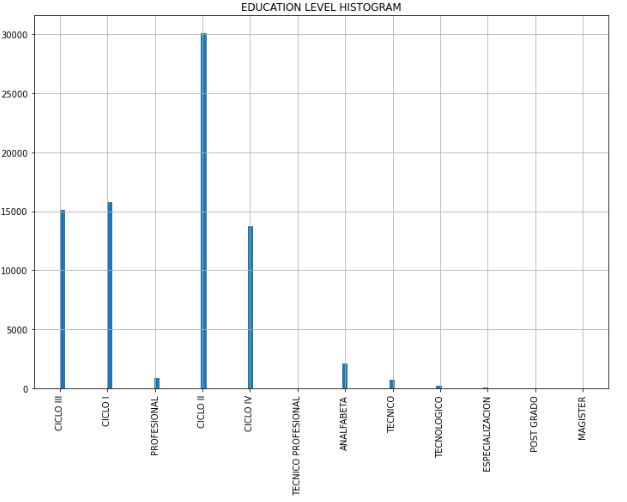 EDUCATION LEVEL HISTOGRAM
30000
25000
20000
15000
10000
5000
0
CICLO III
CICLO I
PROFESIONAL
CICLO II
CICLO IV
TECNICO PROFESIONAL
ANALFABETA
TECNICO
TECNOLOGICO
ESPECIALIZACION
POST GRADO
MAGISTER